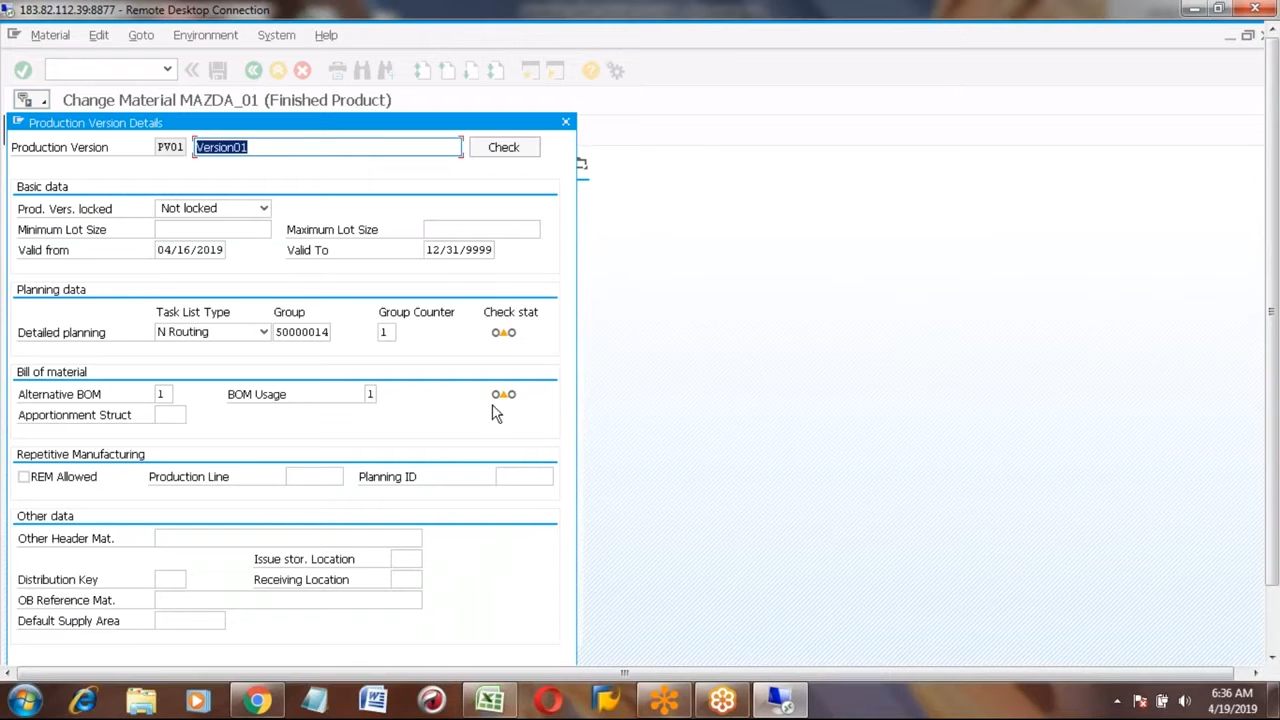 183.82.112.39:8877 - Remote Desktop Connection
Material Edit Goto Environment System Help
Change Material MAZDA_01 (Finished Product)
Production Version Details
Production Version PV01 Version01 Check
Basic data
Prod. Vers. locked Not locked
Minimum Lot Size Maximum Lot Size
Valid from 04/16/2019 Valid To 12/31/9999
Planning data
Task List Type Group Group Counter Check stat
Detailed planning N Routing 50000014 1
Bill of material
Alternative BOM 1 BOM Usage 1
Apportionment Struct
Repetitive Manufacturing
REM Allowed Production Line Planning ID
Other data
Other Header Mat.
Issue stor. Location
Distribution Key Receiving Location
OB Reference Mat.
Default Supply Area
6:36 AM
4/19/2019